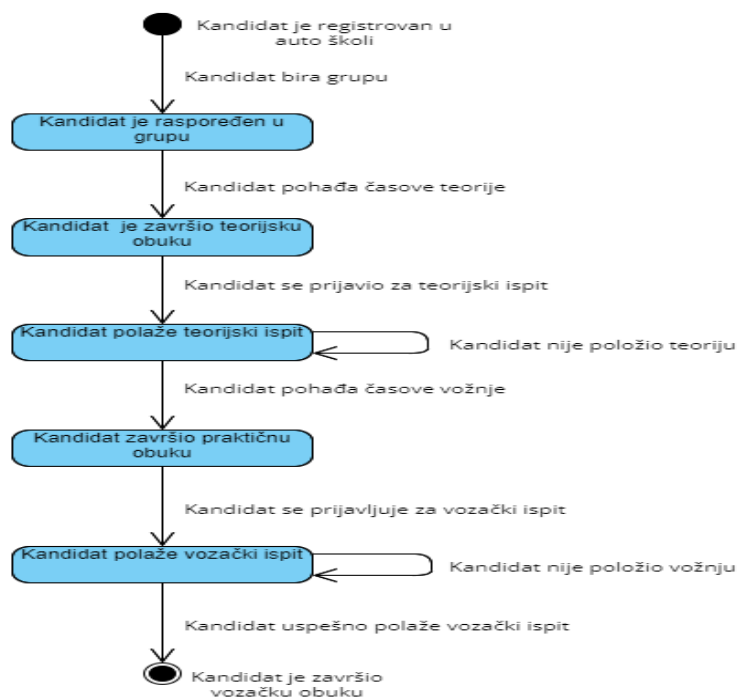 Kandidat je registrovan u
auto školi
Kandidat bira grupu
Kandidat je raspoređen u
grupu
Kandidat pohađa časove teorije
Kandidat je završio teorijsku
obuku
Kandidat se prijavio za teorijski ispit
Kandidat polaže teorijski ispit
Kandidat nije položio teoriju
Kandidat pohađa časove vožnje
Kandidat završio praktičnu
obuku
Kandidat se prijavljuje za vozački ispit
Kandidat polaže vozački ispit
Kandidat nije položio vožnju
Kandidat uspešno polaže vozački ispit
Kandidat je završio
vozačku obuku